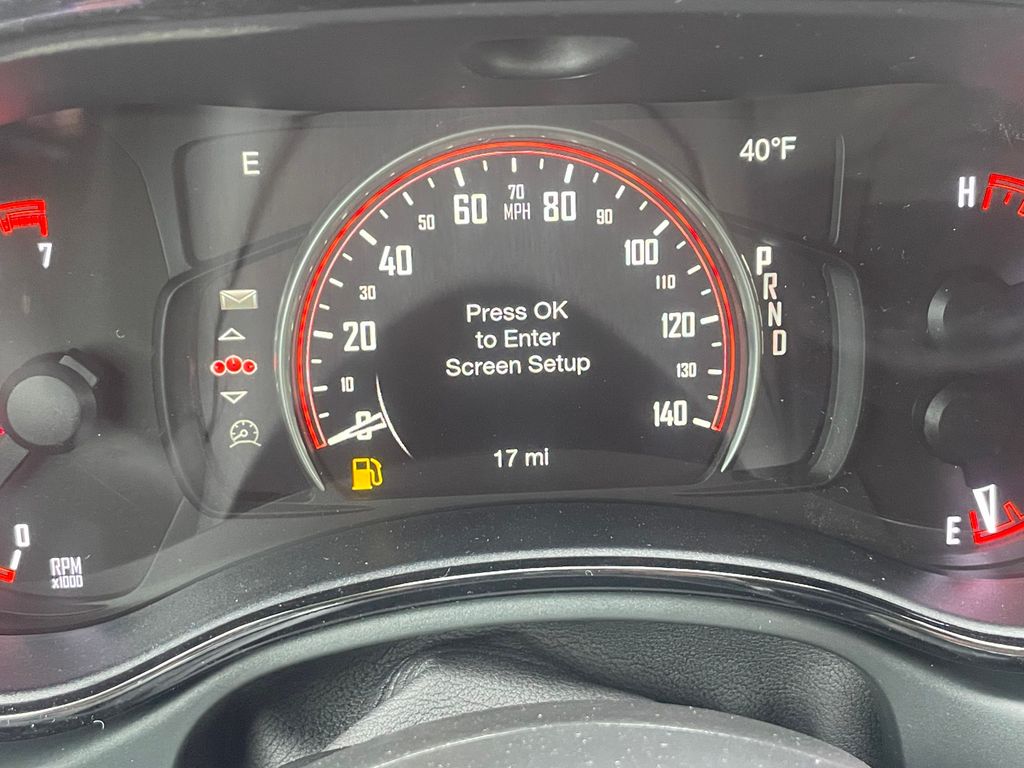 E
40°F
7
H
10
20
30
40
50
60
70
MPH
80
90
100
110
120
130
140
0
P
R
N
D
Press OK
to Enter
Screen Setup
17 mi
0
RPM
x1000
E